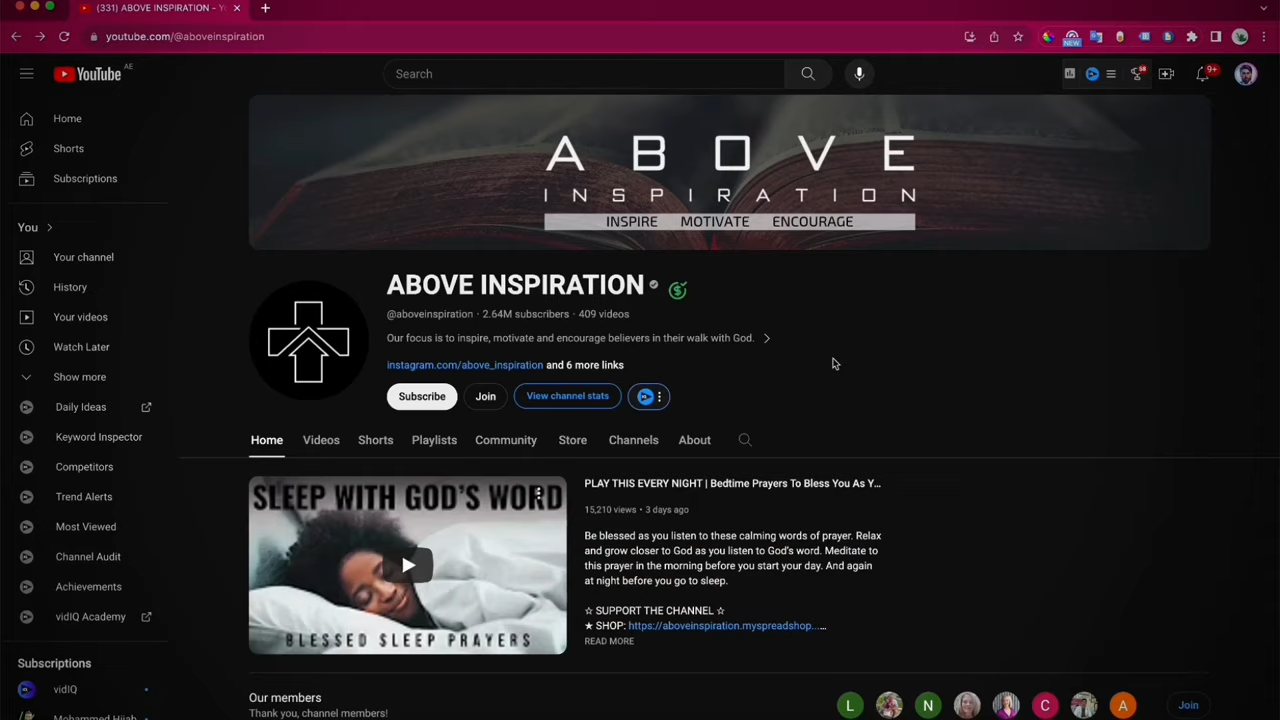 (331) ABOVE INSPIRATION - Y
youtube.com/@aboveinspiration
NEW
YouTube AE
Search
58
9+
Home
Shorts
Subscriptions
You
Your channel
History
Your videos
Watch Later
Show more
Daily Ideas
Keyword Inspector
Competitors
Trend Alerts
Most Viewed
Channel Audit
Achievements
vidIQ Academy
Subscriptions
vidIQ
Mohammed Hijab
ABOVE
INSPIRATION
INSPIRE MOTIVATE ENCOURAGE
ABOVE INSPIRATION
@aboveinspiration · 2.64M subscribers · 409 videos
Our focus is to inspire, motivate and encourage believers in their walk with God.
instagram.com/above_inspiration and 6 more links
Subscribe Join View channel stats
Home Videos Shorts Playlists Community Store Channels About
SLEEP WITH GOD'S WORD
BLESSED SLEEP PRAYERS
PLAY THIS EVERY NIGHT | Bedtime Prayers To Bless You As Y...
15,210 views · 3 days ago
Be blessed as you listen to these calming words of prayer. Relax
and grow closer to God as you listen to God's word. Meditate to
this prayer in the morning before you start your day. And again
at night before you go to sleep.
☆ SUPPORT THE CHANNEL ☆
★ SHOP: https://aboveinspiration.myspreadshop...…
READ MORE
Our members
Thank you, channel members!
L N C A
Join